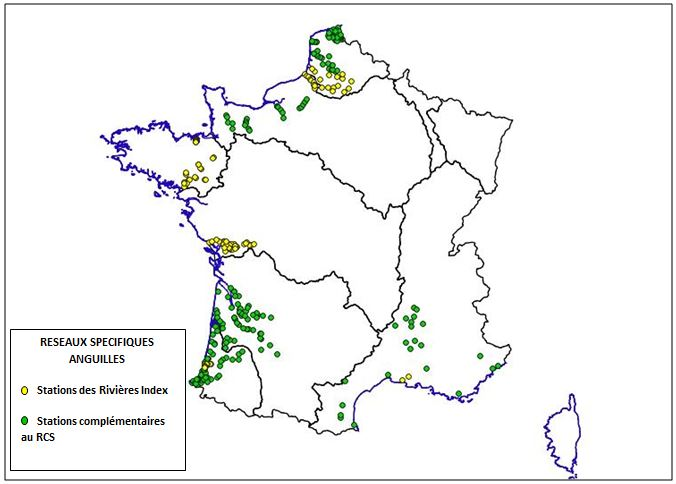 RESEAUX SPECIFIQUES
ANGUILLES
Stations des Rivières Index
Stations complémentaires
au RCS